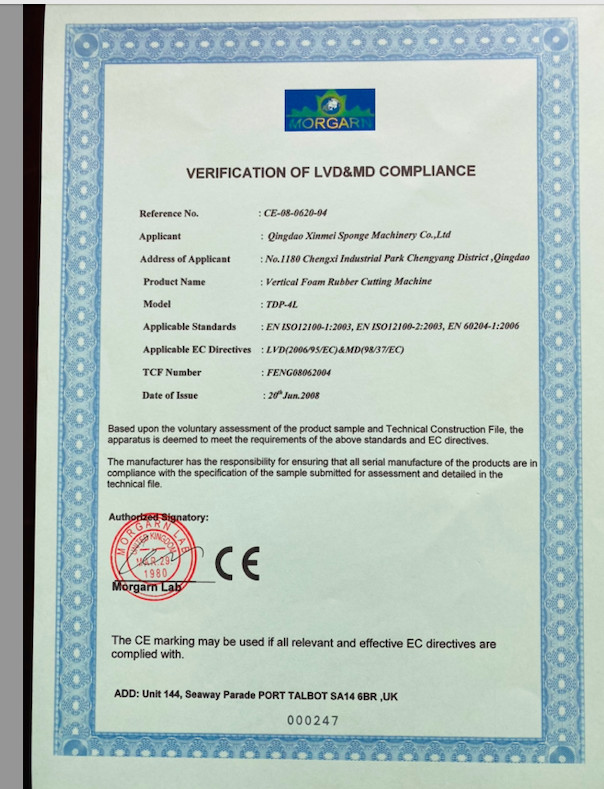 MORGARN
VERIFICATION OF LVD&MD COMPLIANCE
Reference No. : CE-08-0620-04
Applicant : Qingdao Xinmei Sponge Machinery Co.,Ltd
Address of Applicant : No.1180 Chengxi Industrial Park Chengyang District ,Qingdao
Product Name : Vertical Foam Rubber Cutting Machine
Model : TDP-4L
Applicable Standards : EN ISO12100-1:2003, EN ISO12100-2:2003, EN 60204-1:2006
Applicable EC Directives : LVD(2006/95/EC)&MD(98/37/EC)
TCF Number : FENG08062004
Date of Issue : 20th Jun.2008
Based upon the voluntary assessment of the product sample and Technical Construction File, the
apparatus is deemed to meet the requirements of the above standards and EC directives.
The manufacturer has the responsibility for ensuring that all serial manufacture of the products are in
compliance with the specification of the sample submitted for assessment and detailed in the
technical file.
Authorized Signatory:
MORGARN LAB
UNITED KINGDOM
MAR.29
1980
CE
Morgarn Lab
The CE marking may be used if all relevant and effective EC directives are
complied with.
ADD: Unit 144, Seaway Parade PORT TALBOT SA14 6BR ,UK
000247